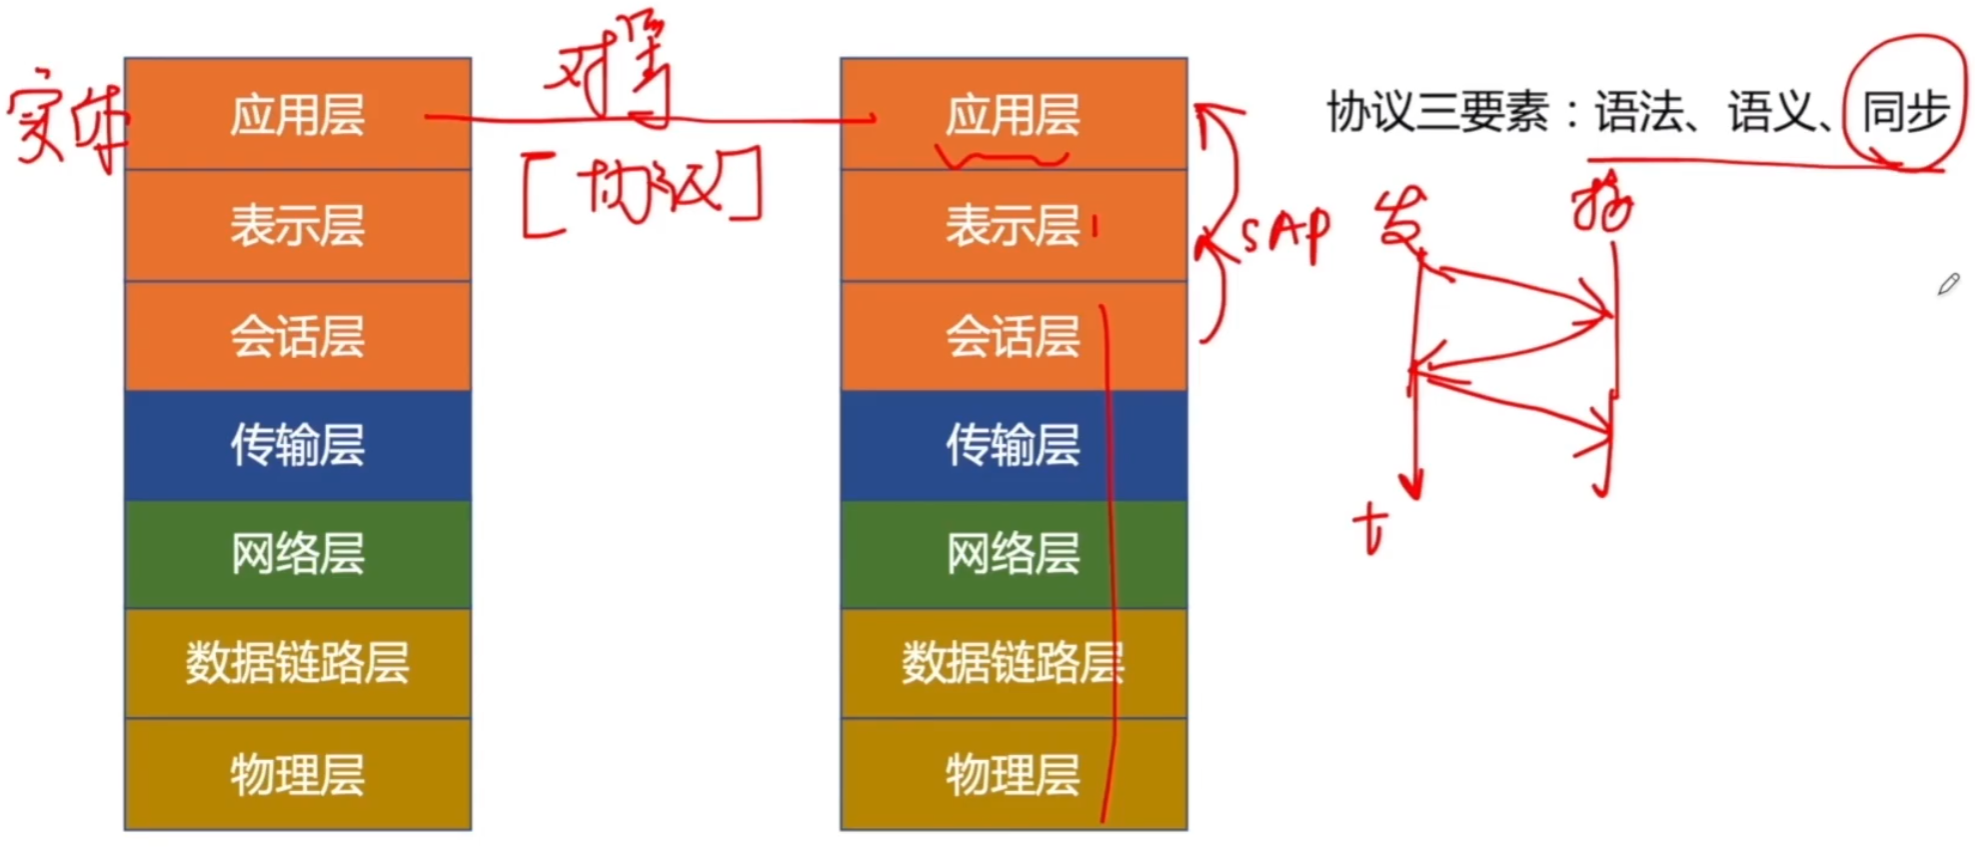 实体
对等
[协议]
应用层
表示层
会话层
传输层
网络层
数据链路层
物理层
应用层
表示层
会话层
传输层
网络层
数据链路层
物理层
SAP
协议三要素：语法、语义、同步
发
接
t